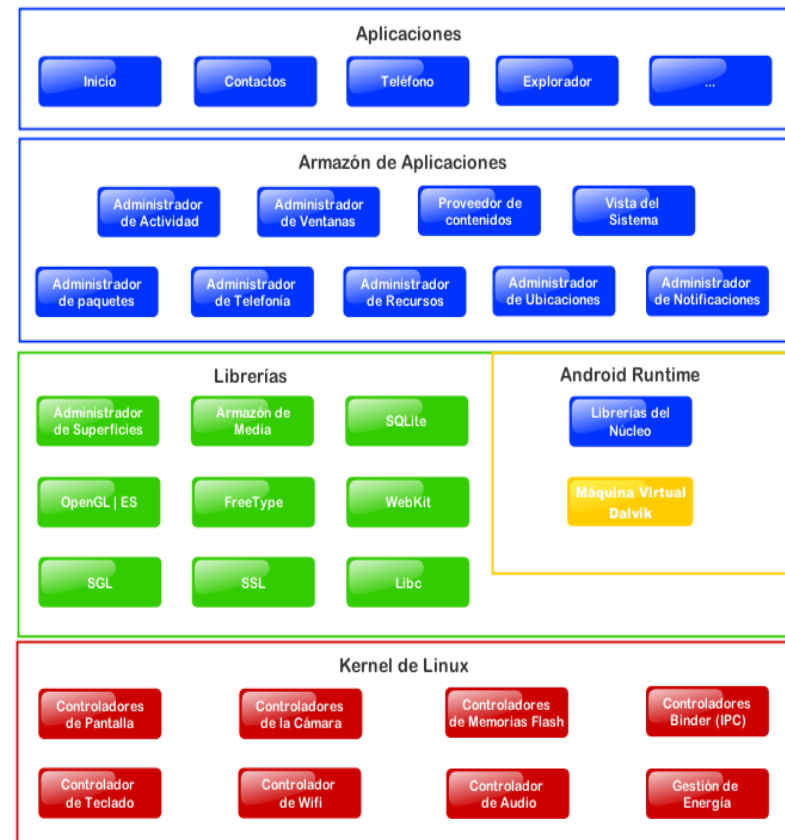 Aplicaciones
Inicio
Contactos
Teléfono
Explorador
...
Armazón de Aplicaciones
Administrador
de Actividad
Administrador
de Ventanas
Proveedor de
contenidos
Vista del
Sistema
Administrador
de paquetes
Administrador
de Telefonía
Administrador
de Recursos
Administrador
de Ubicaciones
Administrador
de Notificaciones
Librerías
Administrador
de Superficies
Armazón de
Media
SQLite
OpenGL | ES
FreeType
WebKit
SGL
SSL
Libc
Android Runtime
Librerías del
Núcleo
Máquina Virtual
Dalvik
Kernel de Linux
Controladores
de Pantalla
Controladores
de la Cámara
Controladores
de Memorias Flash
Controladores
Binder (IPC)
Controlador
de Teclado
Controlador
de Wifi
Controlador
de Audio
Gestión de
Energía